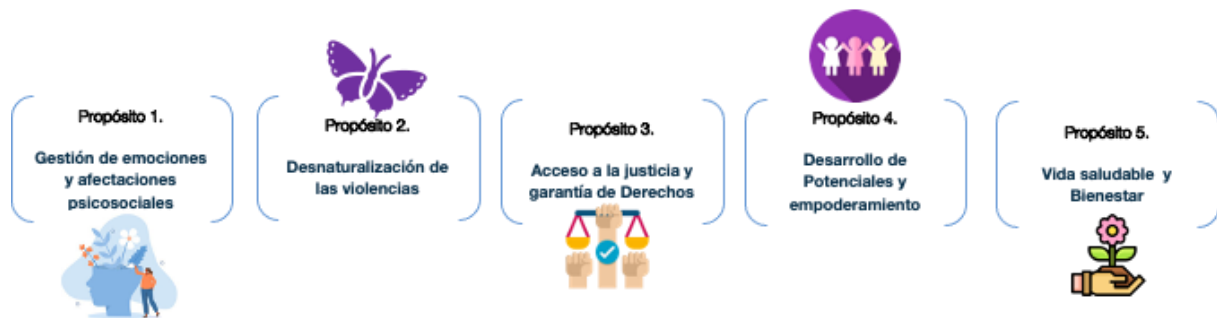 Propósito 1.
Gestión de emociones
y afectaciones
psicosociales
Propósito 2.
Desnaturalización de
las violencias
Propósito 3.
Acceso a la justicia y
garantía de Derechos
Propósito 4.
Desarrollo de
Potenciales y
empoderamiento
Propósito 5.
Vida saludable y
Bienestar